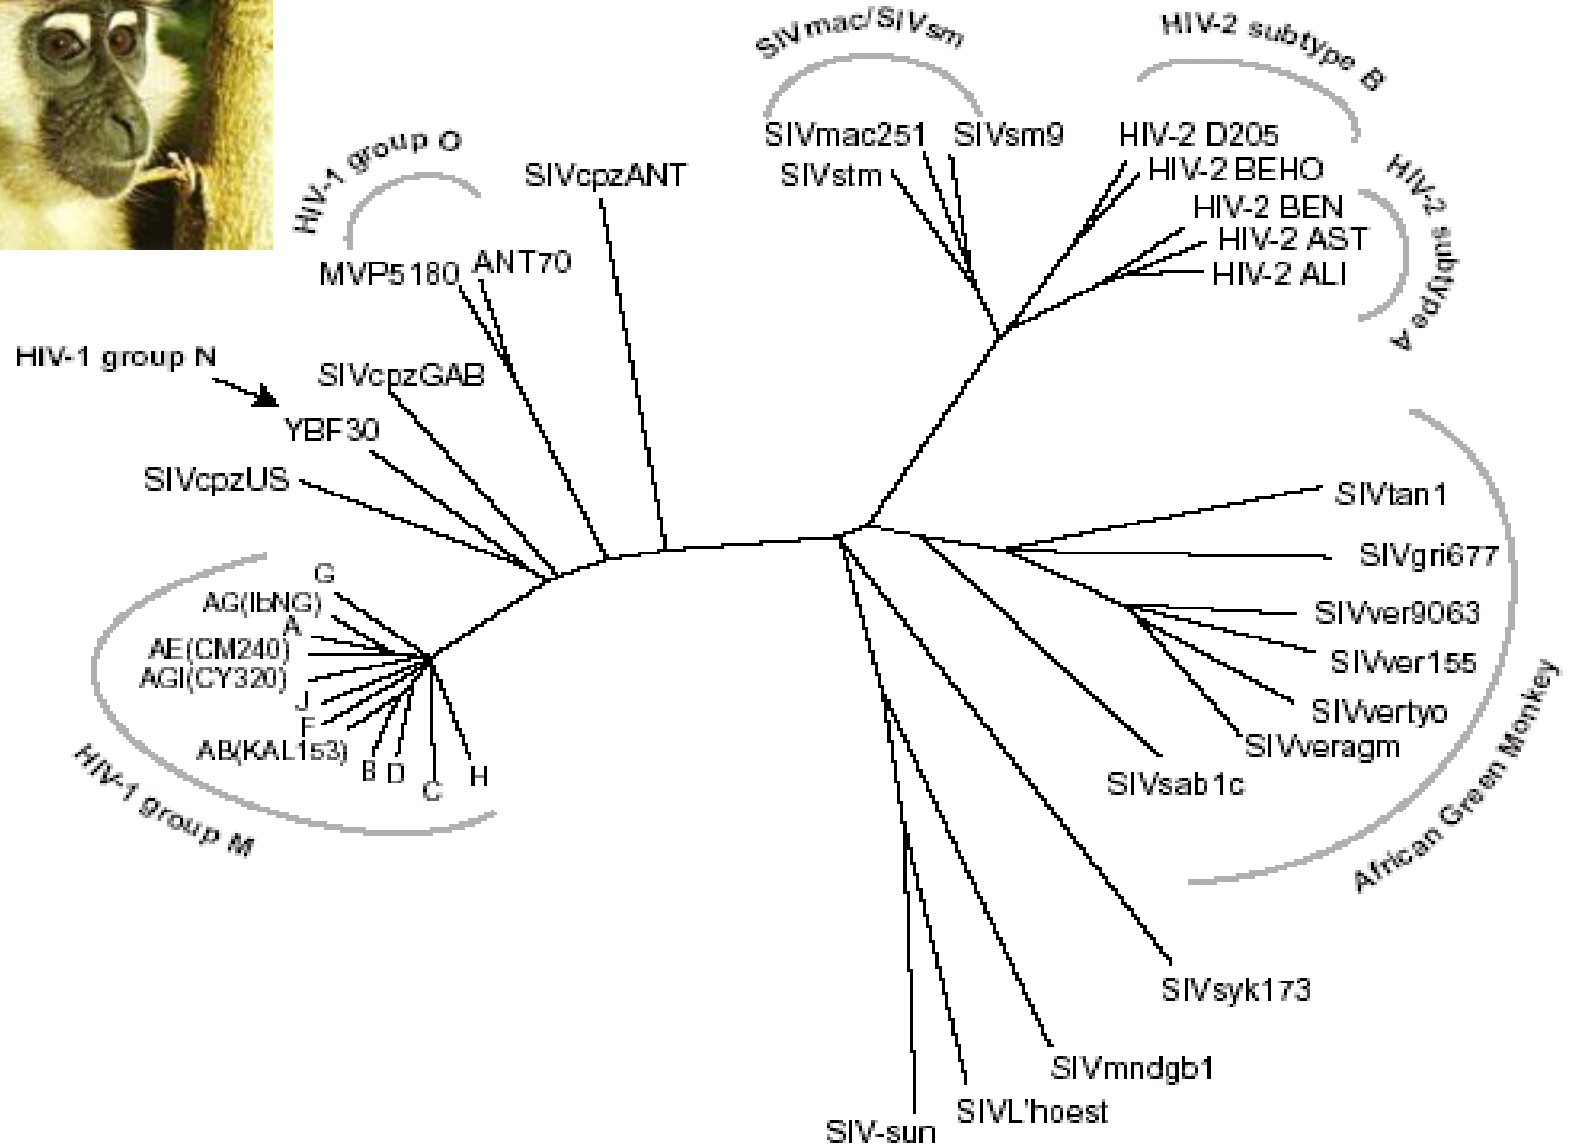 SIVmac/SIVsm
HIV-2 subtype B
SIVmac251
SIVsm9
HIV-2 D205
HIV-1 group O
SIVcpzANT
SIVstm
HIV-2 BEHO
HIV-2 subtype A
HIV-2 BEN
HIV-2 AST
HIV-2 ALI
MVP5180
ANT70
HIV-1 group N
SIVcpzGAB
YBF30
SIVcpzUS
SIVtan1
SIVgri677
SIVver9063
SIVver155
SIVvertyo
SIVveragm
African Green Monkey
SIVsab1c
G
AG(IbNG)
A
AE(CM240)
AGI(CY320)
J
F
AB(KAL153)
B
D
C
H
HIV-1 group M
SIVsyk173
SIVmndgb1
SIVL'hoest
SIV-sun